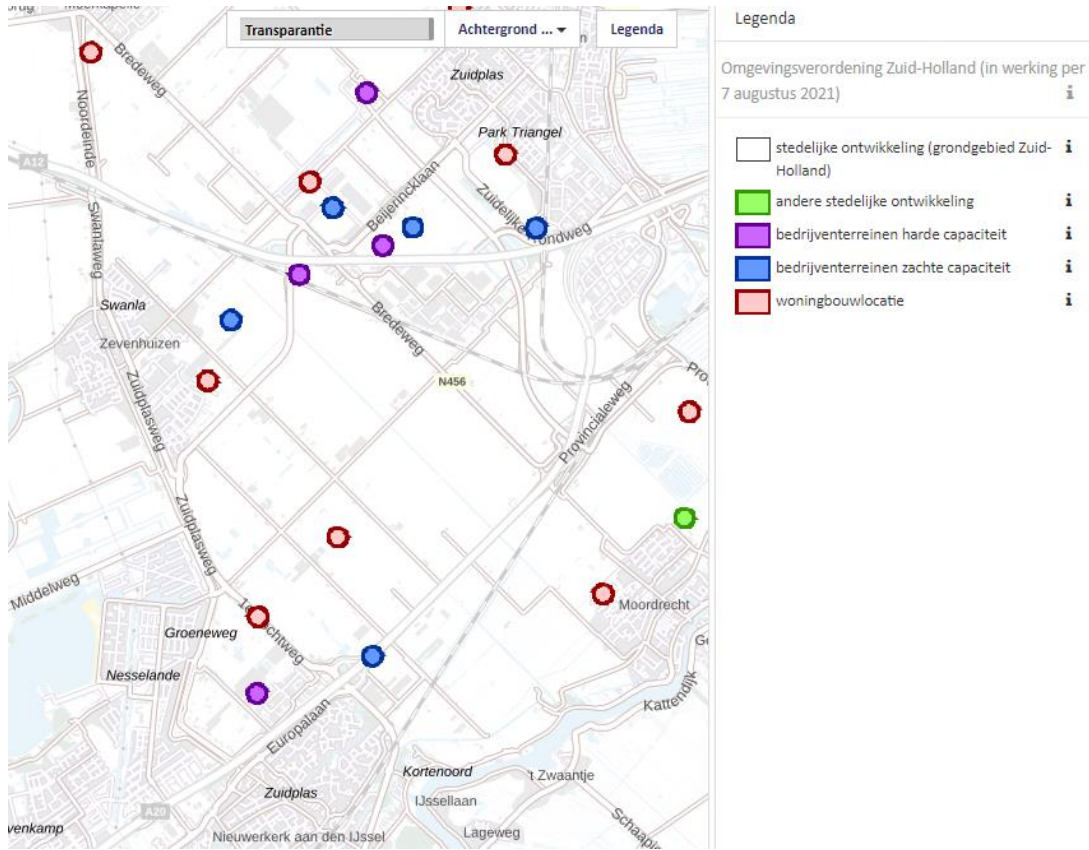 Transparantie
Achtergrond ...
Legenda
Bredeweg
Zuidplas
Noordeinde
Park Triangel
A12
Beijerincklaan
Swanlaweg
Swanla
Bredeweg
Zevenhuizen
N456
Zuidplasweg
Provincialeweg
Zuidplasweg
Middelweg
Moordrecht
Groeneweg
Nesselande
Kattendijk
Europalaan
Kortenoord
't Zwaantje
Zuidplas
IJssellaan
A20
venkamp
Nieuwerkerk aan den IJssel
Lageweg
Legenda
Omgevingsverordening Zuid-Holland (in werking per
7 augustus 2021)
stedelijke ontwikkeling (grondgebied Zuid-
Holland)
andere stedelijke ontwikkeling
bedrijventerreinen harde capaciteit
bedrijventerreinen zachte capaciteit
woningbouwlocatie